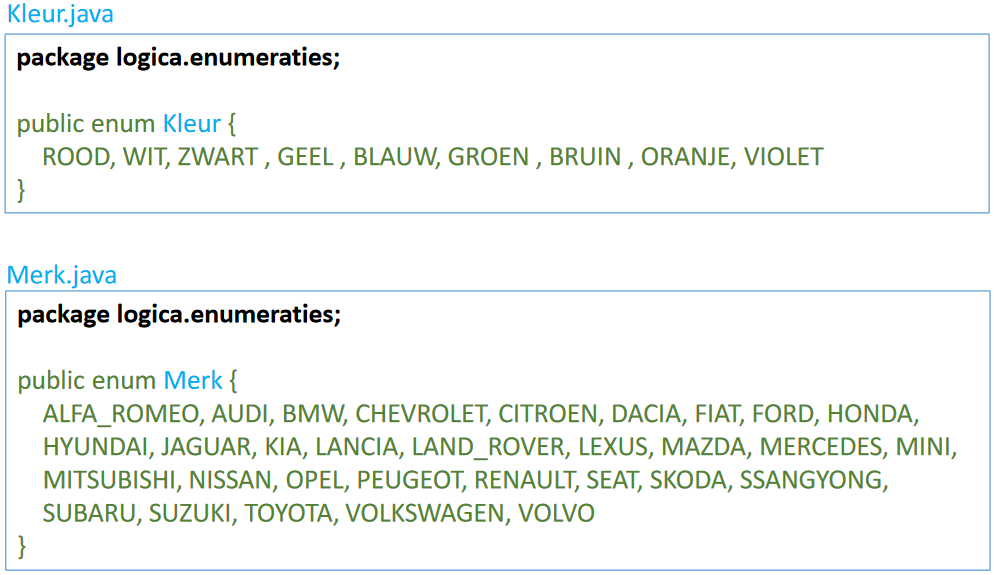 Kleur.java
package logica.enumeraties;
public enum Kleur {
ROOD, WIT, ZWART , GEEL , BLAUW, GROEN , BRUIN , ORANJE, VIOLET
}
Merk.java
package logica.enumeraties;
public enum Merk {
ALFA_ROMEO, AUDI, BMW, CHEVROLET, CITROEN, DACIA, FIAT, FORD, HONDA,
HYUNDAI, JAGUAR, KIA, LANCIA, LAND_ROVER, LEXUS, MAZDA, MERCEDES, MINI,
MITSUBISHI, NISSAN, OPEL, PEUGEOT, RENAULT, SEAT, SKODA, SSANGYONG,
SUBARU, SUZUKI, TOYOTA, VOLKSWAGEN, VOLVO
}